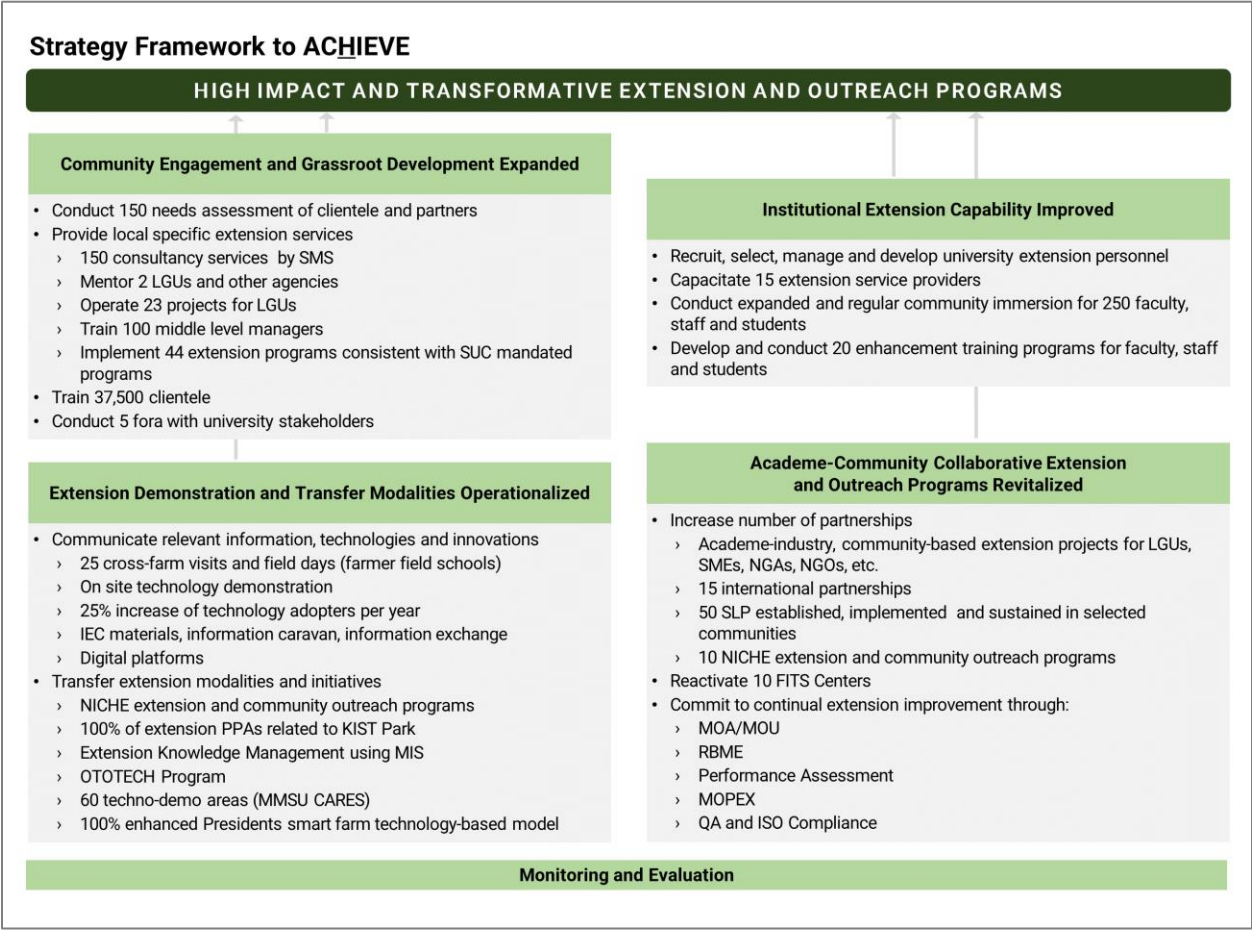 Strategy Framework to ACHIEVE
HIGH IMPACT AND TRANSFORMATIVE EXTENSION AND OUTREACH PROGRAMS
Community Engagement and Grassroot Development Expanded
• Conduct 150 needs assessment of clientele and partners
• Provide local specific extension services
› 150 consultancy services by SMS
› Mentor 2 LGUs and other agencies
› Operate 23 projects for LGUs
› Train 100 middle level managers
› Implement 44 extension programs consistent with SUC mandated
programs
• Train 37,500 clientele
• Conduct 5 fora with university stakeholders
Extension Demonstration and Transfer Modalities Operationalized
• Communicate relevant information, technologies and innovations
› 25 cross-farm visits and field days (farmer field schools)
› On site technology demonstration
› 25% increase of technology adopters per year
› IEC materials, information caravan, information exchange
› Digital platforms
• Transfer extension modalities and initiatives
› NICHE extension and community outreach programs
› 100% of extension PPAs related to KIST Park
› Extension Knowledge Management using MIS
› OTOTECH Program
› 60 techno-demo areas (MMSU CARES)
› 100% enhanced Presidents smart farm technology-based model
Institutional Extension Capability Improved
• Recruit, select, manage and develop university extension personnel
• Capacitate 15 extension service providers
• Conduct expanded and regular community immersion for 250 faculty,
staff and students
• Develop and conduct 20 enhancement training programs for faculty, staff
and students
Academe-Community Collaborative Extension
and Outreach Programs Revitalized
• Increase number of partnerships
› Academe-industry, community-based extension projects for LGUs,
SMEs, NGAs, NGOs, etc.
› 15 international partnerships
› 50 SLP established, implemented and sustained in selected
communities
› 10 NICHE extension and community outreach programs
• Reactivate 10 FITS Centers
• Commit to continual extension improvement through:
› MOA/MOU
› RBME
› Performance Assessment
› MOPEX
› QA and ISO Compliance
Monitoring and Evaluation